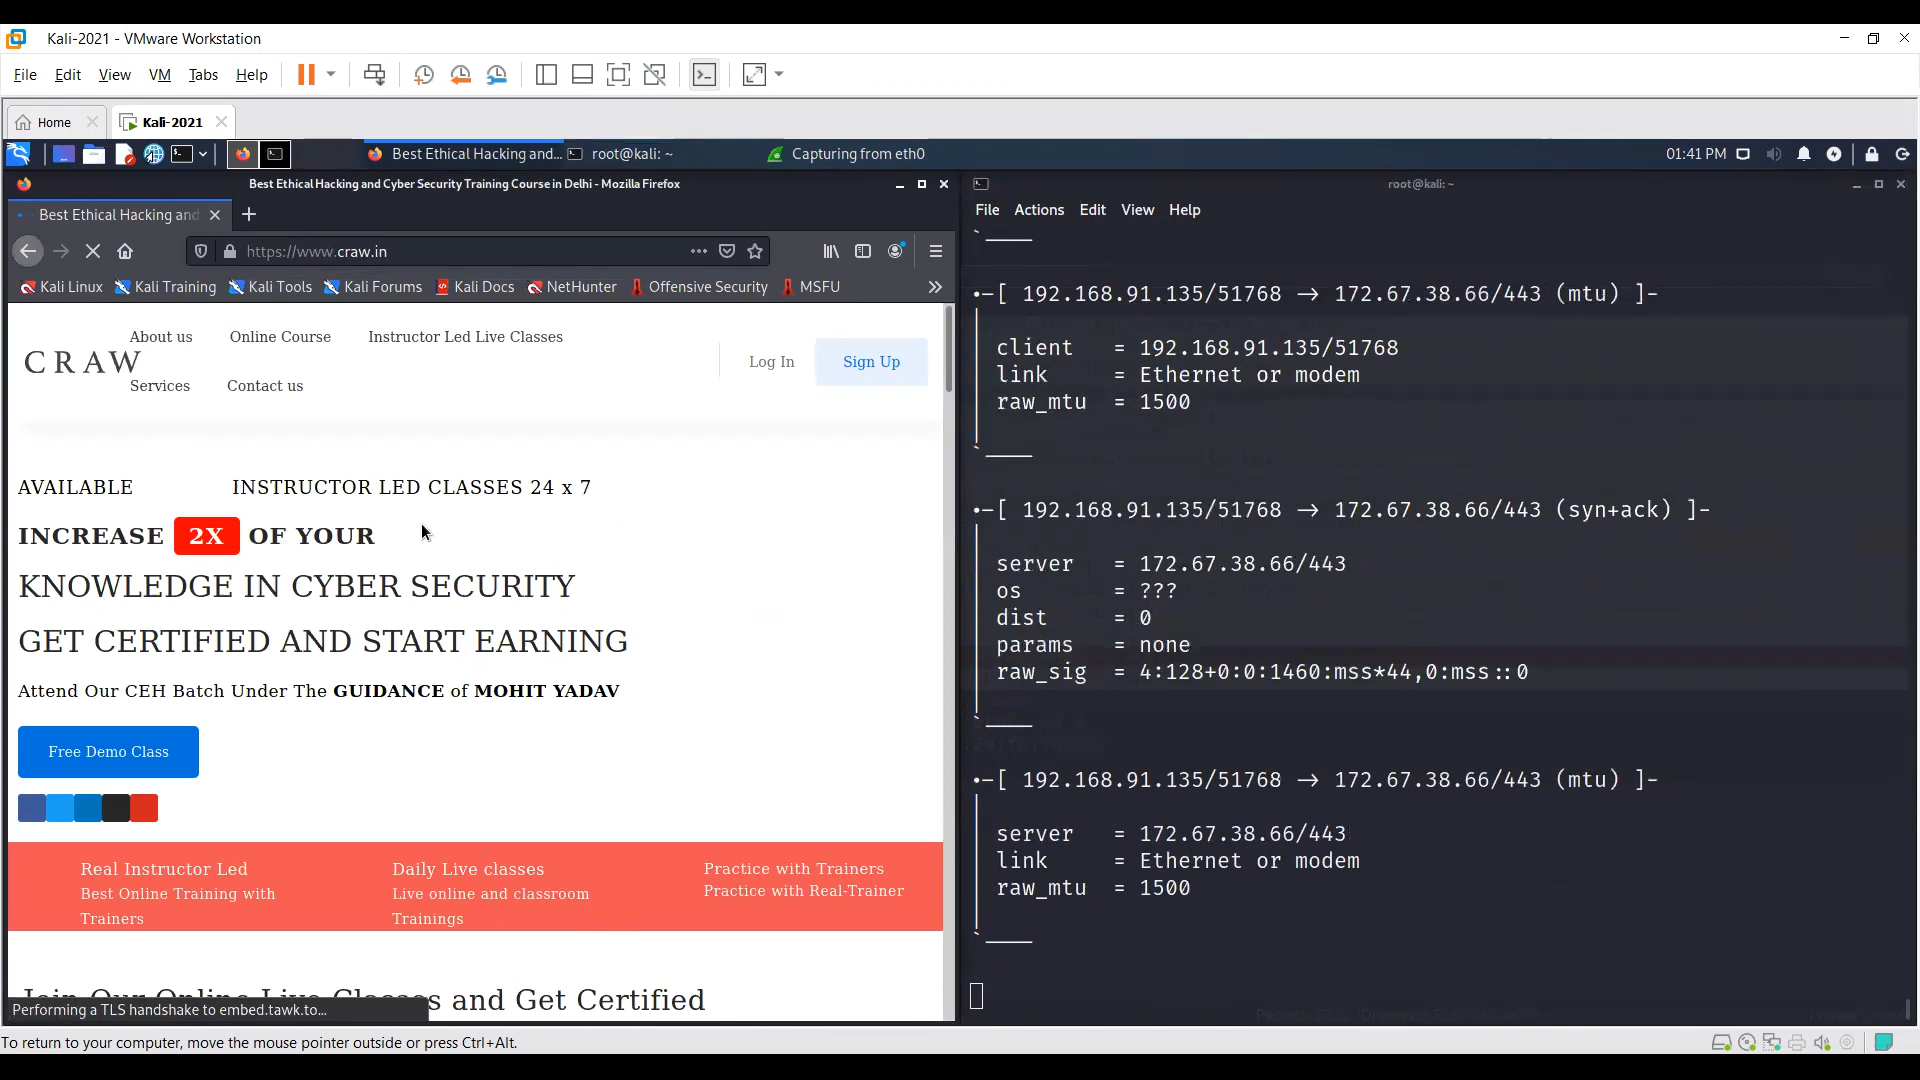 Kali-2021 - VMware Workstation
File Edit View VM Tabs Help
Home Kali-2021
Best Ethical Hacking and... root@kali: ~ Capturing from eth0 01:41 PM
Best Ethical Hacking and Cyber Security Training Course in Delhi - Mozilla Firefox
Best Ethical Hacking and
https://www.craw.in
Kali Linux Kali Training Kali Tools Kali Forums Kali Docs NetHunter Offensive Security MSFU
About us Online Course Instructor Led Live Classes
CRAW
Log In Sign Up
Services Contact us
AVAILABLE INSTRUCTOR LED CLASSES 24 x 7
INCREASE 2X OF YOUR
KNOWLEDGE IN CYBER SECURITY
GET CERTIFIED AND START EARNING
Attend Our CEH Batch Under The GUIDANCE of MOHIT YADAV
Free Demo Class
Real Instructor Led
Best Online Training with
Trainers
Daily Live classes
Live online and classroom
Trainings
Practice with Trainers
Practice with Real-Trainer
Join Our Online Live Classes and Get Certified
Performing a TLS handshake to embed.tawk.to...
root@kali: ~
File Actions Edit View Help
`____
.-[ 192.168.91.135/51768 -> 172.67.38.66/443 (mtu) ]-
|
| client = 192.168.91.135/51768
| link = Ethernet or modem
| raw_mtu = 1500
|
`____
.-[ 192.168.91.135/51768 -> 172.67.38.66/443 (syn+ack) ]-
|
| server = 172.67.38.66/443
| os = ???
| dist = 0
| params = none
| raw_sig = 4:128+0:0:1460:mss*44,0:mss::0
|
`____
.-[ 192.168.91.135/51768 -> 172.67.38.66/443 (mtu) ]-
|
| server = 172.67.38.66/443
| link = Ethernet or modem
| raw_mtu = 1500
|
`____
To return to your computer, move the mouse pointer outside or press Ctrl+Alt.